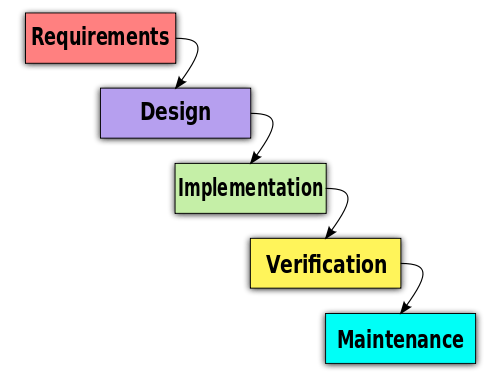 Requirements
Design
Implementation
Verification
Maintenance